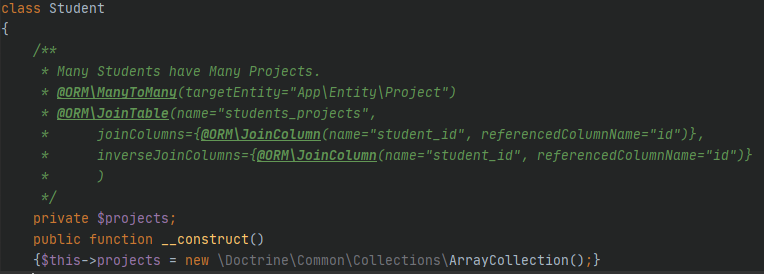 class Student
{
/**
* Many Students have Many Projects.
* @ORM\ManyToMany(targetEntity="App\Entity\Project")
* @ORM\JoinTable(name="students_projects",
*      joinColumns={@ORM\JoinColumn(name="student_id", referencedColumnName="id")},
*      inverseJoinColumns={@ORM\JoinColumn(name="student_id", referencedColumnName="id")}
*      )
*/
private $projects;
public function __construct()
{$this->projects = new \Doctrine\Common\Collections\ArrayCollection();}